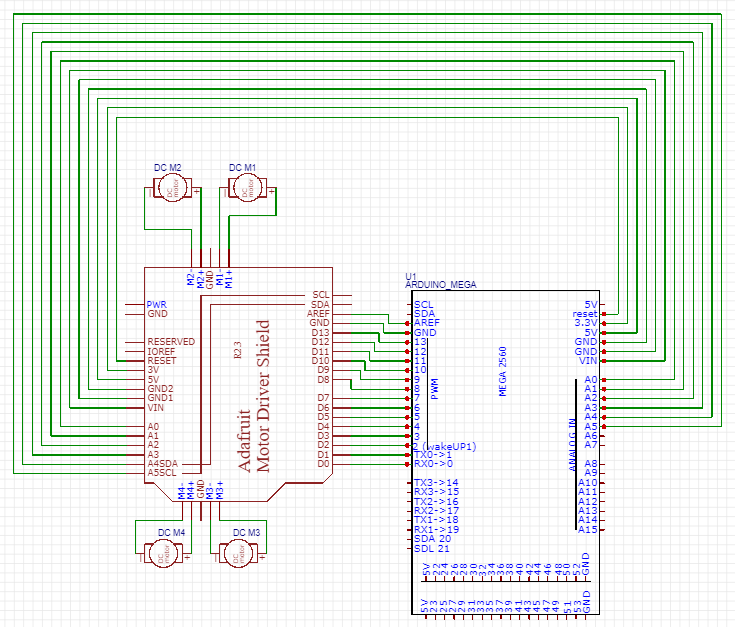 DC M2
DC M1
DC motor
DC motor
M2-
M2+
GND
M1-
M1+
PWR
GND
RESERVED
IOREF
RESET
3V
5V
GND2
GND1
VIN
A0
A1
A2
A3
A4SDA
A5SCL
R2.3
Adafruit
Motor Driver Shield
SCL
SDA
AREF
GND
D13
D12
D11
D10
D9
D8
D7
D6
D5
D4
D3
D2
D1
D0
M4-
M4+
GND
M3-
M3+
DC M4
DC M3
DC motor
DC motor
U1
ARDUINO_MEGA
SCL
SDA
AREF
GND
13
12
11
10
9
8
7
6
5
4
3
2 (wakeUP1)
TX0->1
RX0->0
TX3->14
RX3->15
TX2->16
RX2->17
TX1->18
RX1->19
SDA 20
SDL 21
PWM
MEGA 2560
ANALOG IN
5V
reset
3.3V
5V
GND
GND
VIN
A0
A1
A2
A3
A4
A5
A6
A7
A8
A9
A10
A11
A12
A13
A14
A15
5V 22 24 26 28 30 32 34 36 38 40 42 44 46 48 50 52 GND
5V 23 25 27 29 31 33 35 37 39 41 43 45 47 49 51 53 GND